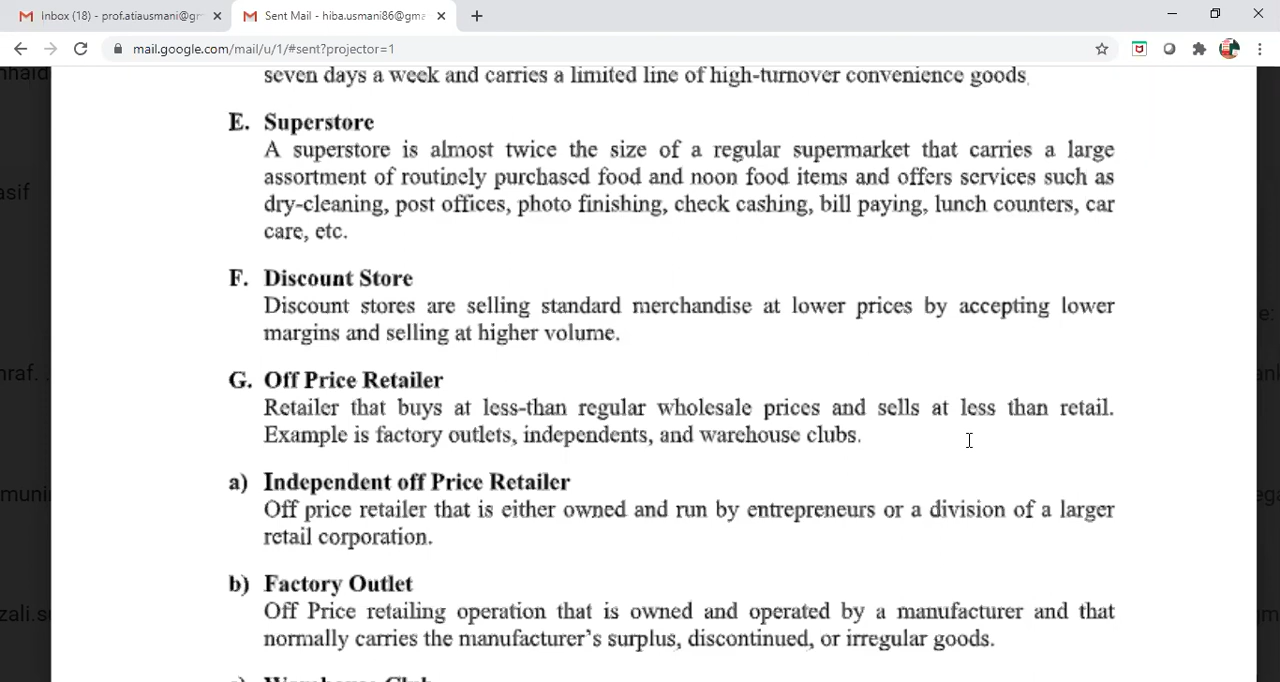 Inbox (18) - prof.atiausmani@gm
Sent Mail - hiba.usmani86@gma
mail.google.com/mail/u/1/#sent?projector=1
seven days a week and carries a limited line of high-turnover convenience goods.
E. Superstore
A superstore is almost twice the size of a regular supermarket that carries a large
assortment of routinely purchased food and noon food items and offers services such as
dry-cleaning, post offices, photo finishing, check cashing, bill paying, lunch counters, car
care, etc.
F. Discount Store
Discount stores are selling standard merchandise at lower prices by accepting lower
margins and selling at higher volume.
G. Off Price Retailer
Retailer that buys at less-than regular wholesale prices and sells at less than retail.
Example is factory outlets, independents, and warehouse clubs.
a) Independent off Price Retailer
Off price retailer that is either owned and run by entrepreneurs or a division of a larger
retail corporation.
b) Factory Outlet
Off Price retailing operation that is owned and operated by a manufacturer and that
normally carries the manufacturer's surplus, discontinued, or irregular goods.